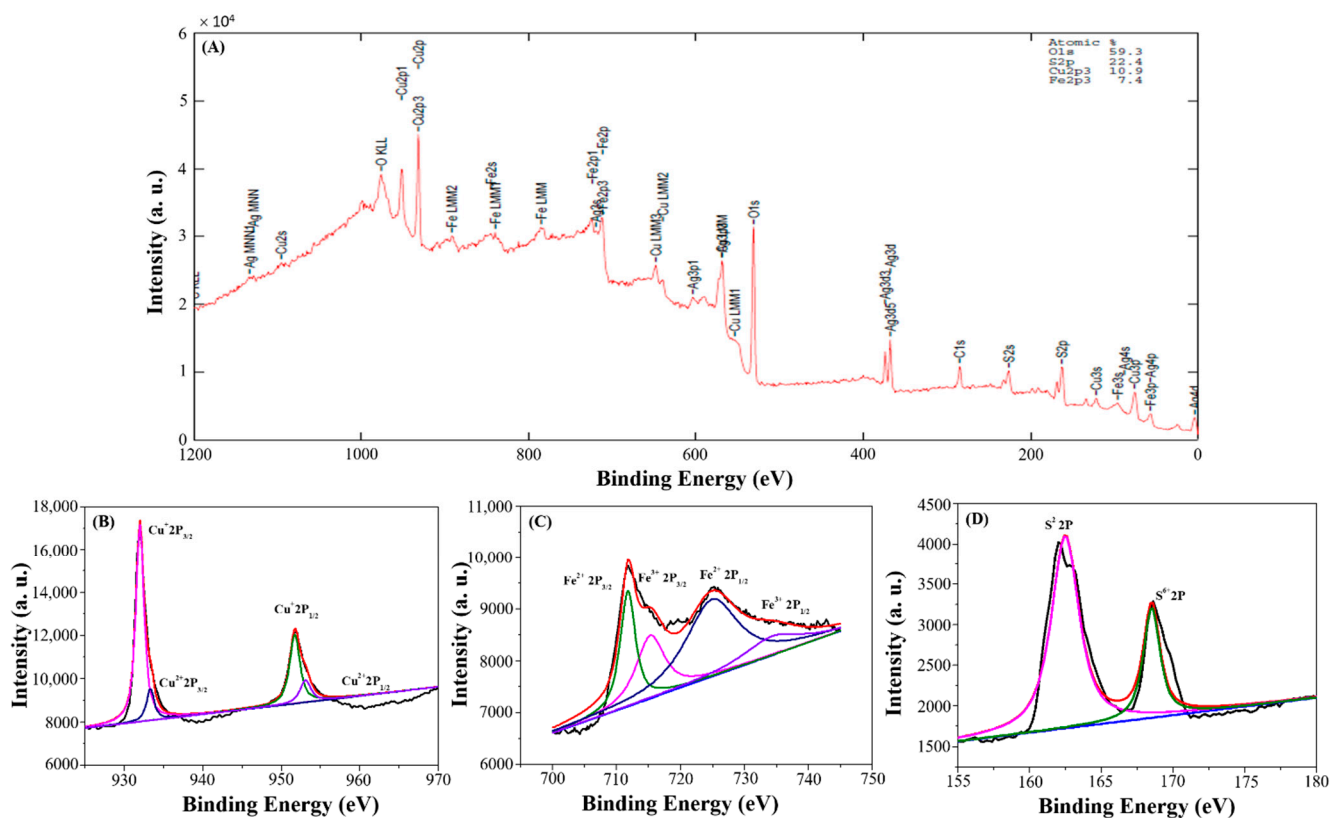 × 10⁴
(A)
Atomic %
O1s 59.3
S2p 22.4
Cu2p3 10.9
Fe2p3 7.4
6
5
4
3
2
1
0
Intensity (a. u.)
-Ag MNN1
-Ag MNN
-Cu2s
-O KLL
-Cu2p1
-Cu2p3
-Cu2p
-Fe LMM2
-Fe LMM1
-Fe2s
-Fe LMM
-Fe2p1
-Ag3s
-Fe2p3
-Fe2p
-Cu LMM3
-Cu LMM2
-Ag3p1
-Cu LMM1
-O1s
-Ag3d5
-Ag3d3
-Ag3d
-C1s
-S2s
-S2p
-Cu3s
-Fe3s
-Ag4s
-Cu3p
-Fe3p
-Ag4p
-Ag4d
1200 1000 800 600 400 200 0
Binding Energy (eV)
(B)
18,000
16,000
14,000
12,000
10,000
8000
6000
Intensity (a. u.)
Cu⁺2P₃/₂
Cu²⁺2P₃/₂
Cu⁺2P₁/₂
Cu²⁺2P₁/₂
930 940 950 960 970
Binding Energy (eV)
(C)
11,000
10,000
9000
8000
7000
6000
Intensity (a. u.)
Fe²⁺ 2P₃/₂
Fe³⁺ 2P₃/₂
Fe²⁺ 2P₁/₂
Fe³⁺ 2P₁/₂
700 710 720 730 740 750
Binding Energy (eV)
(D)
4500
4000
3500
3000
2500
2000
1500
Intensity (a. u.)
S² 2P
S⁶⁺ 2P
155 160 165 170 175 180
Binding Energy (eV)